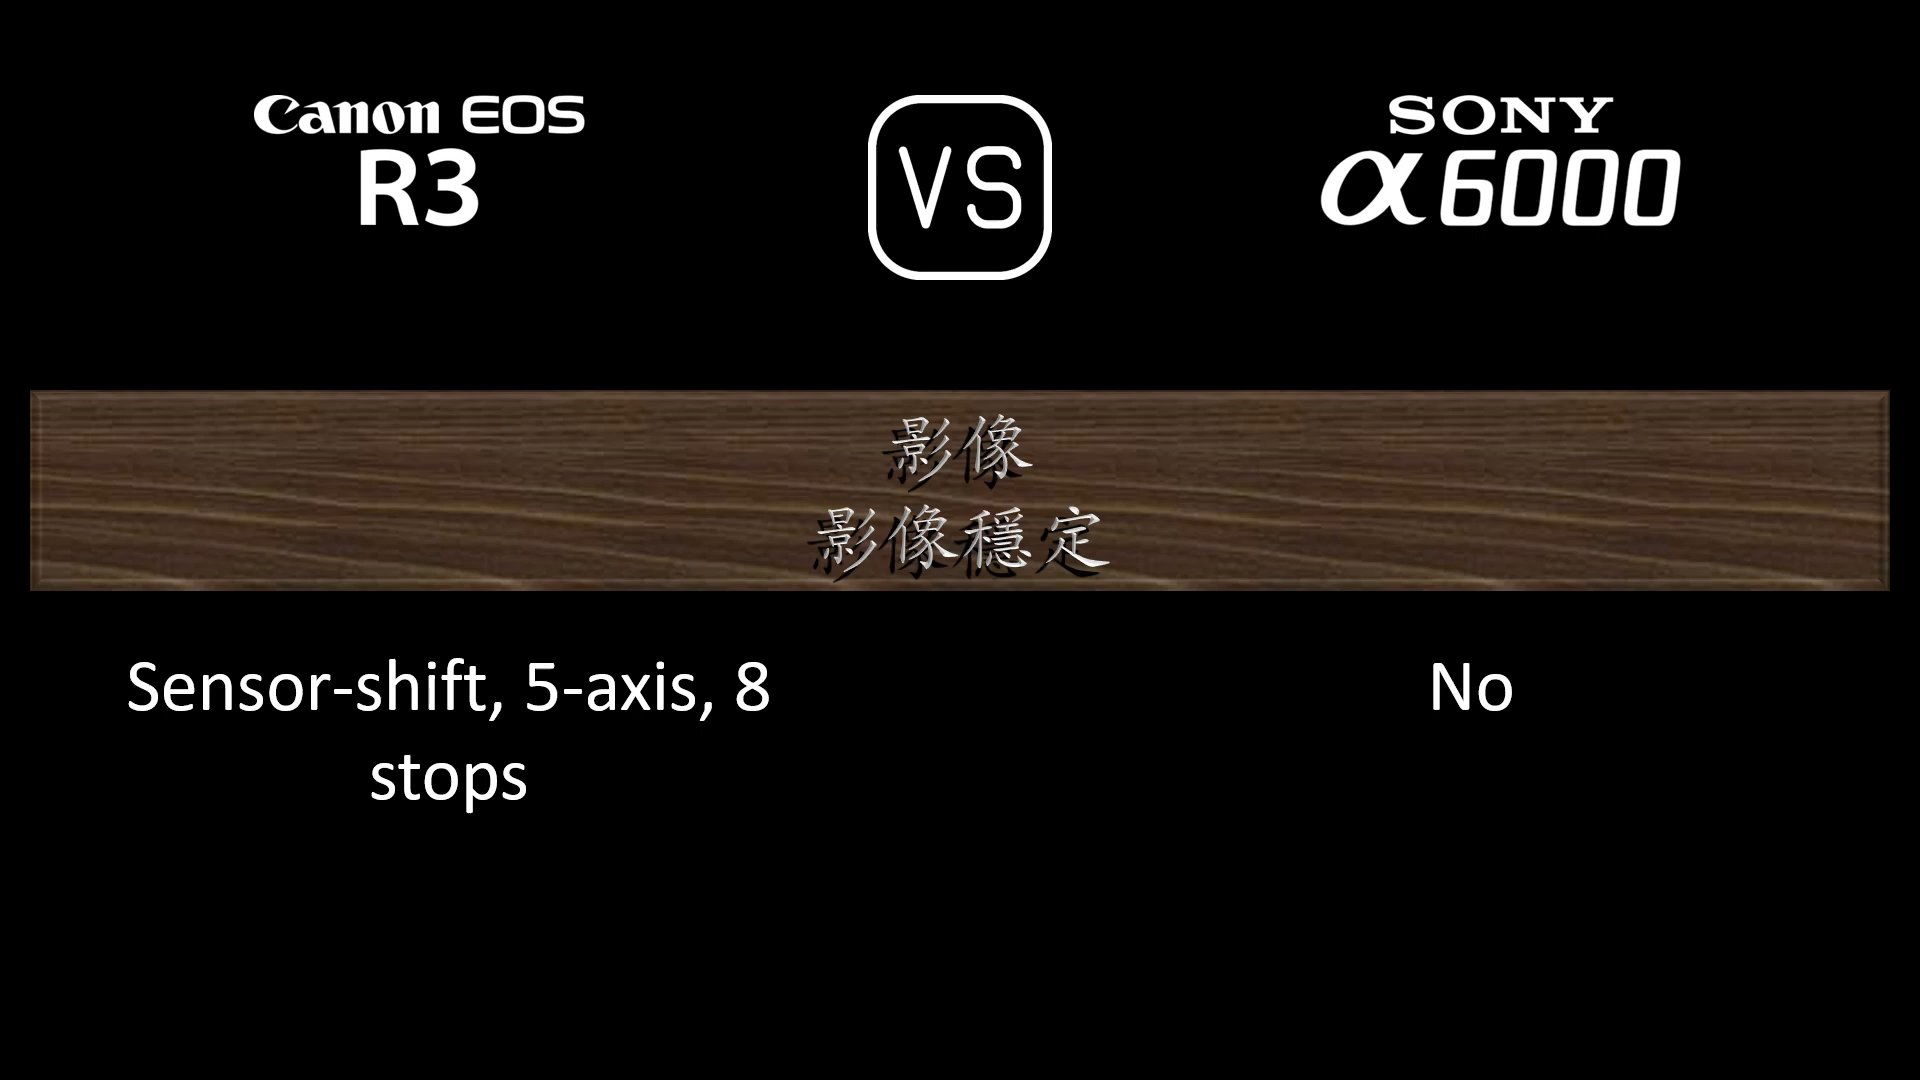 Canon EOS
R3
VS
SONY
α6000
影像
影像穩定
Sensor-shift, 5-axis, 8
stops
No